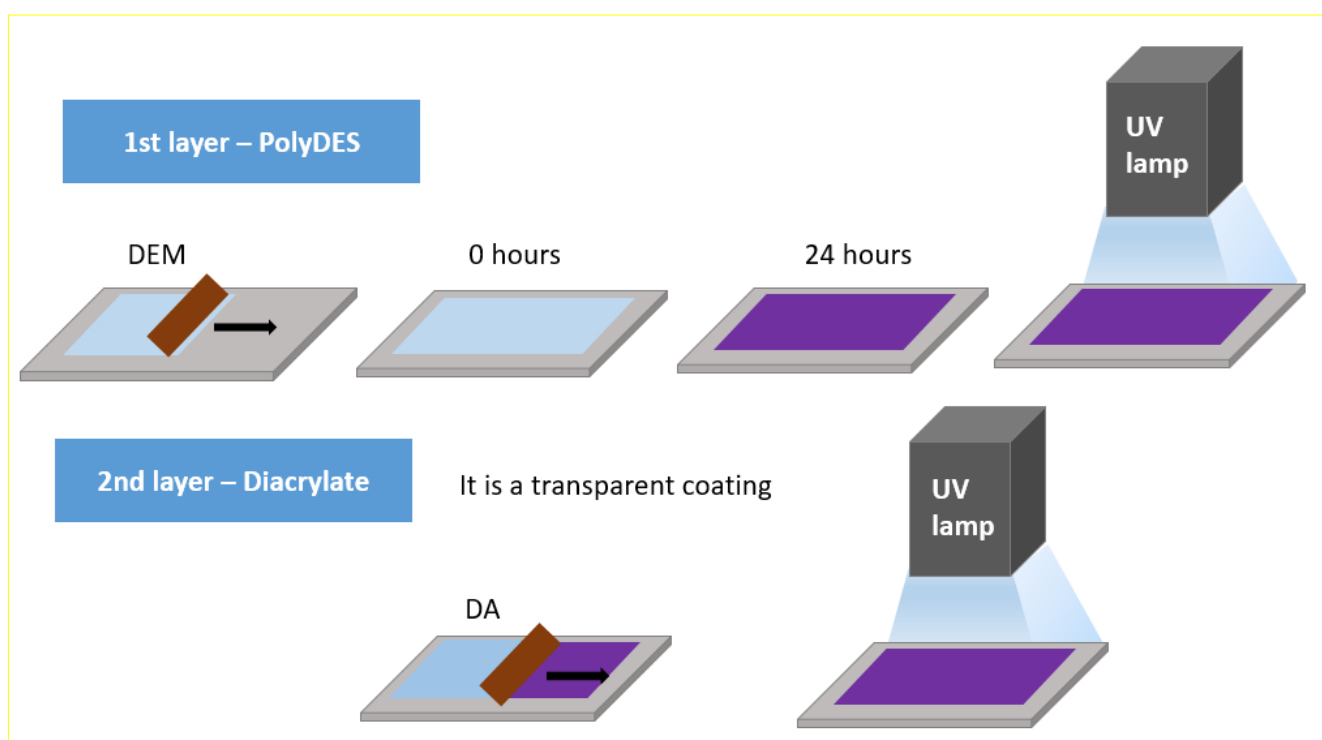 1st layer – PolyDES
UV
lamp
DEM
0 hours
24 hours
2nd layer – Diacrylate
It is a transparent coating
UV
lamp
DA